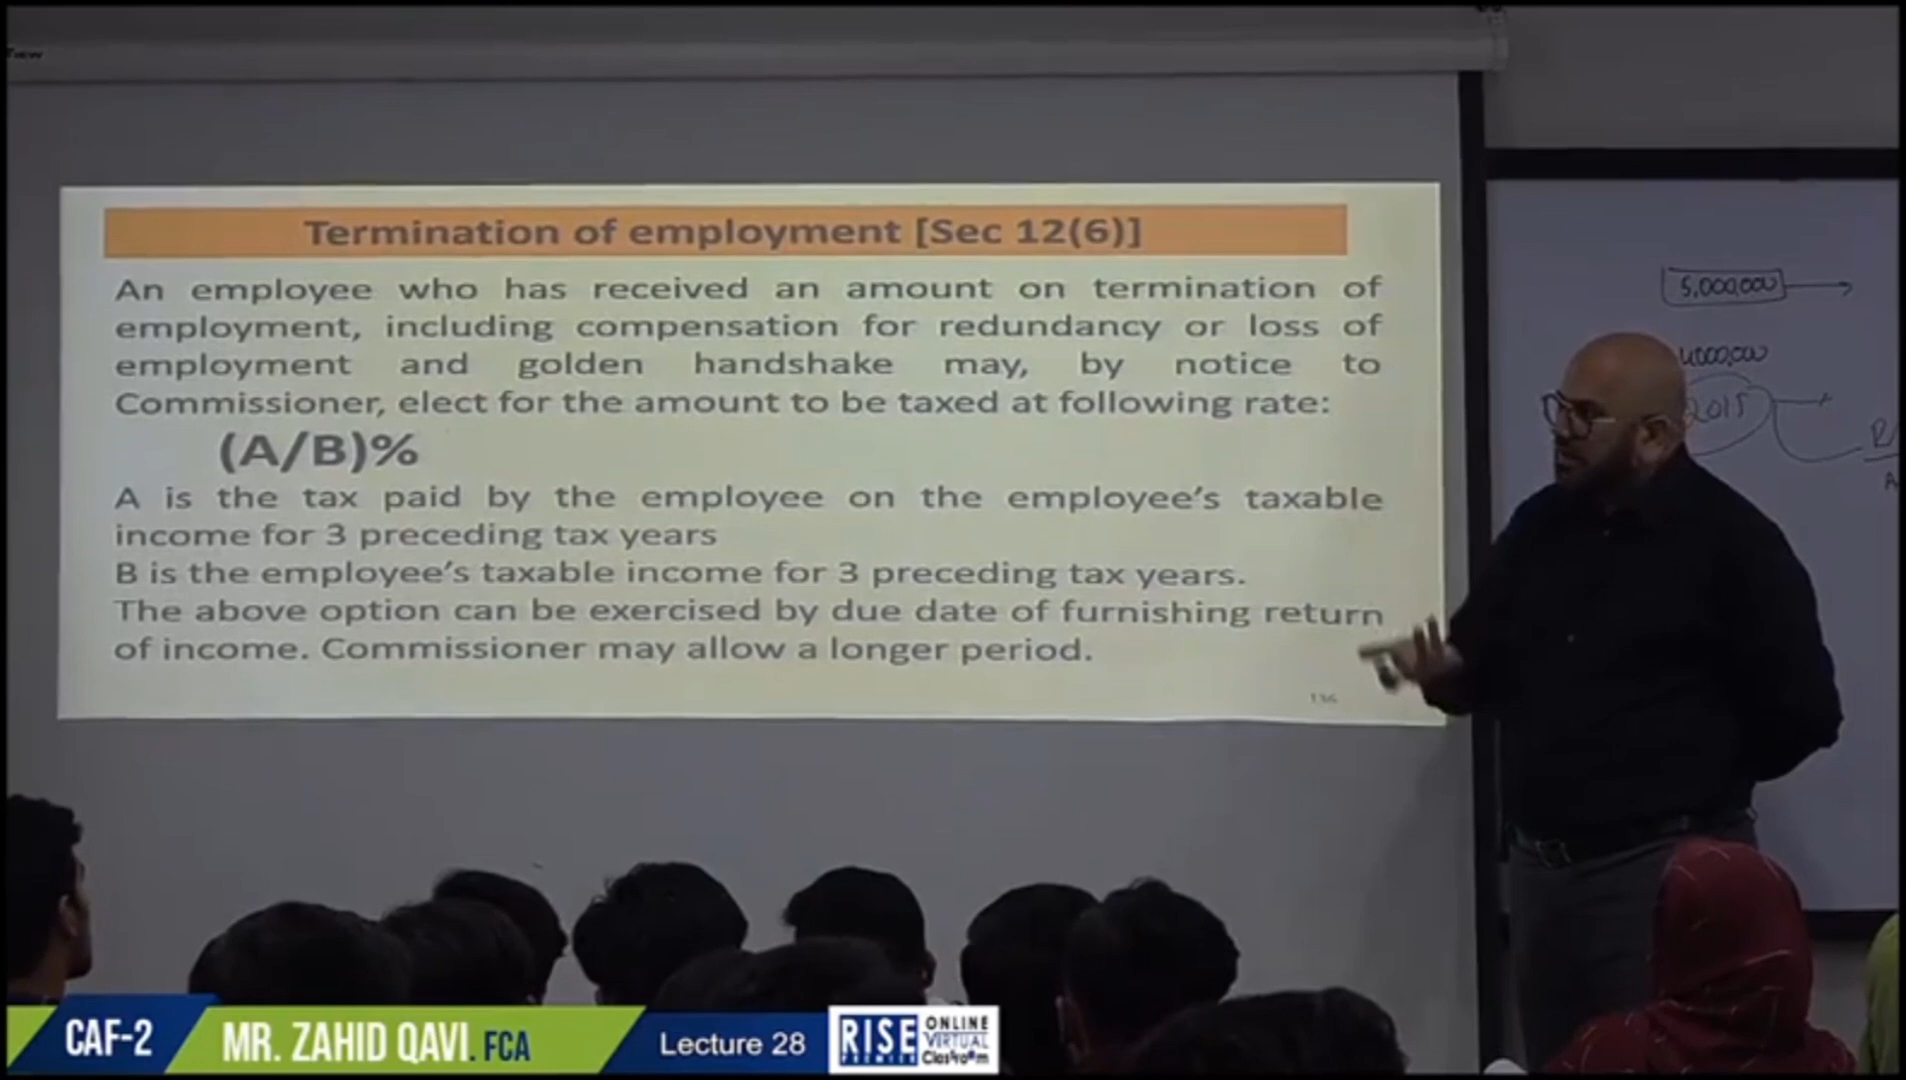 Termination of employment [Sec 12(6)]
An employee who has received an amount on termination of
employment, including compensation for redundancy or loss of
employment and golden handshake may, by notice to
Commissioner, elect for the amount to be taxed at following rate:
(A/B)%
A is the tax paid by the employee on the employee's taxable
income for 3 preceding tax years
B is the employee's taxable income for 3 preceding tax years.
The above option can be exercised by due date of furnishing return
of income. Commissioner may allow a longer period.
5,000,000
2015
CAF-2
MR. ZAHID QAVI. FCA
Lecture 28
RISE
PREMIER
ONLINE
VIRTUAL
Classroom